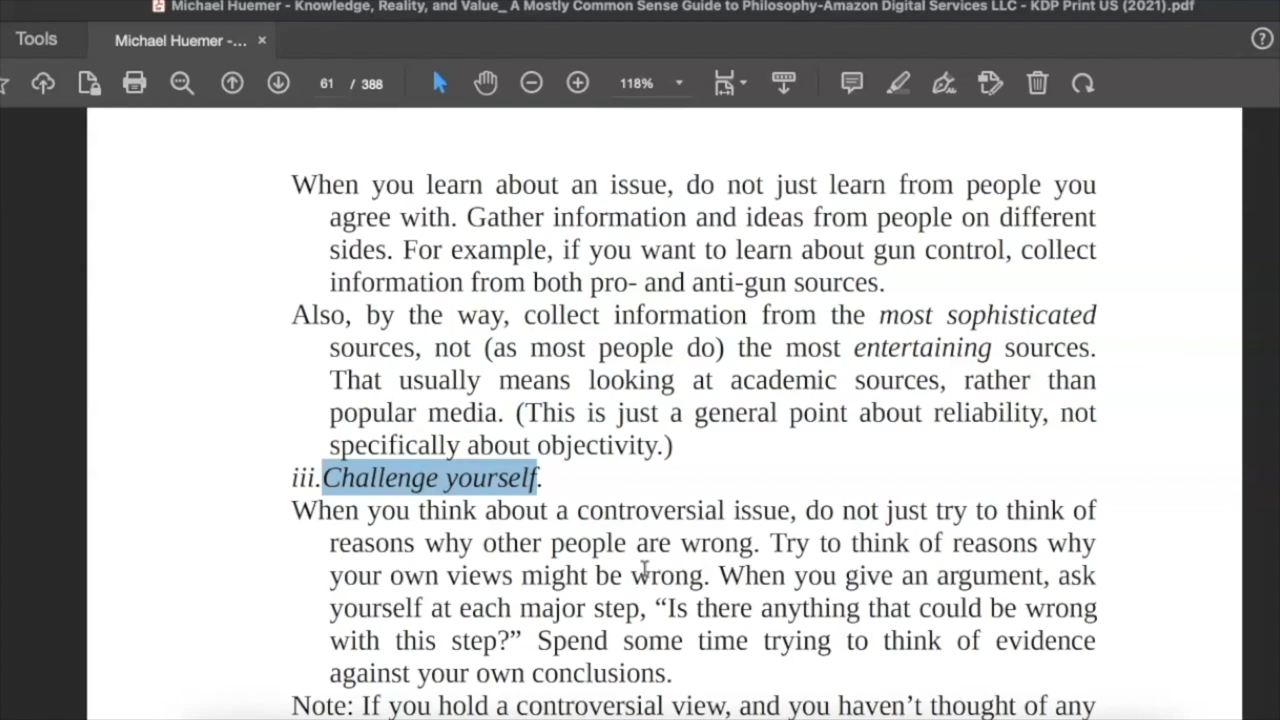 Michael Huemer - Knowledge, Reality, and Value_ A Mostly Common Sense Guide to Philosophy-Amazon Digital Services LLC - KDP Print US (2021).pdf
Tools
Michael Huemer -... ×
?
61 / 388
118%
When you learn about an issue, do not just learn from people you
agree with. Gather information and ideas from people on different
sides. For example, if you want to learn about gun control, collect
information from both pro- and anti-gun sources.
Also, by the way, collect information from the most sophisticated
sources, not (as most people do) the most entertaining sources.
That usually means looking at academic sources, rather than
popular media. (This is just a general point about reliability, not
specifically about objectivity.)
iii.Challenge yourself.
When you think about a controversial issue, do not just try to think of
reasons why other people are wrong. Try to think of reasons why
your own views might be wrong. When you give an argument, ask
yourself at each major step, “Is there anything that could be wrong
with this step?” Spend some time trying to think of evidence
against your own conclusions.
Note: If you hold a controversial view, and you haven’t thought of any